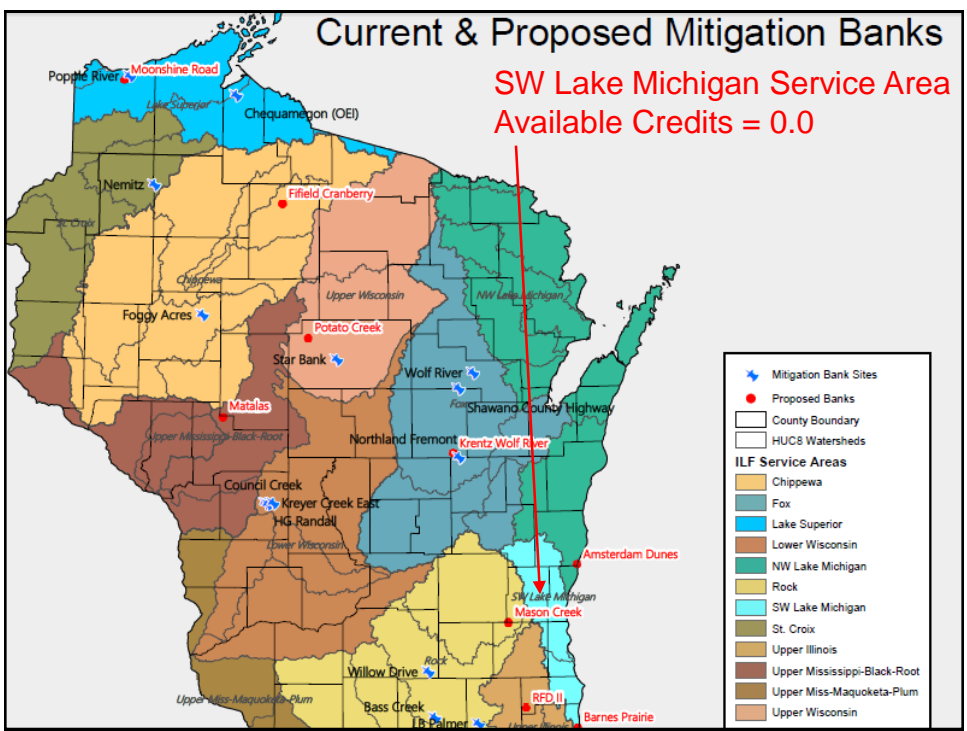 Current & Proposed Mitigation Banks
SW Lake Michigan Service Area
Available Credits = 0.0
Popple River
Moonshine Road
Lake Superior
Chequamegon (OEI)
Nemitz
Fifield Cranberry
St. Croix
Chippewa
Upper Wisconsin
NW Lake Michigan
Foggy Acres
Potato Creek
Star Bank
Wolf River
Fox
Shawano County Highway
Matalas
Upper Mississippi-Black-Root
Northland Fremont
Krentz Wolf River
Council Creek
Kreyer Creek East
HG Randall
Lower Wisconsin
Amsterdam Dunes
SW Lake Michigan
Mason Creek
Rock
Willow Drive
Upper Miss-Maquoketa-Plum
Bass Creek
RFD II
LB Palmer
Upper Illinois
Barnes Prairie
Mitigation Bank Sites
Proposed Banks
County Boundary
HUC8 Watersheds
ILF Service Areas
Chippewa
Fox
Lake Superior
Lower Wisconsin
NW Lake Michigan
Rock
SW Lake Michigan
St. Croix
Upper Illinois
Upper Mississippi-Black-Root
Upper Miss-Maquoketa-Plum
Upper Wisconsin